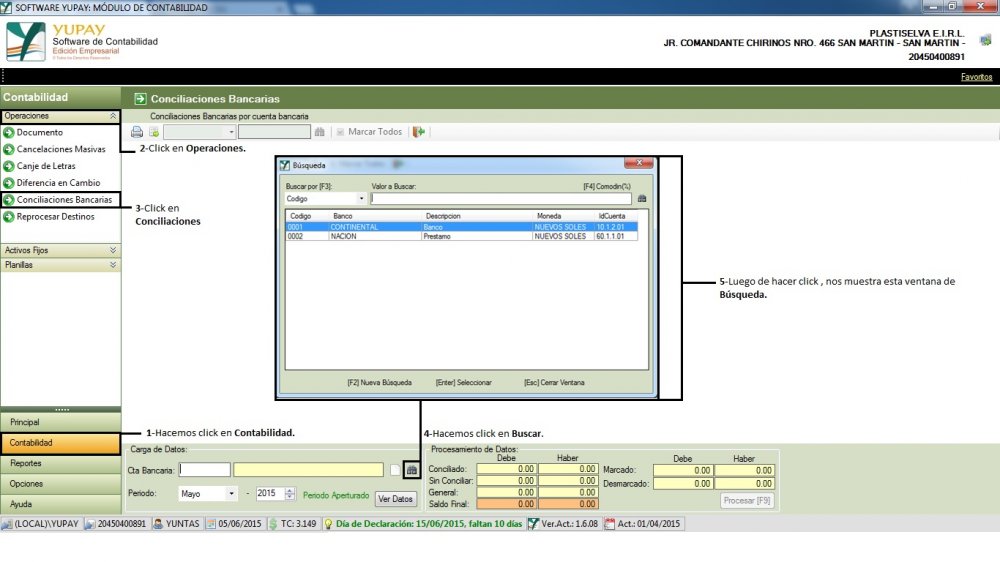 SOFTWARE YUPAY: MÓDULO DE CONTABILIDAD
YUPAY
Software de Contabilidad
Edición Empresarial
PLASTISELVA E.I.R.L.
JR. COMANDANTE CHIRINOS NRO. 466 SAN MARTIN - SAN MARTIN -
20450400891
Favoritos
Contabilidad
Conciliaciones Bancarias
Operaciones
Conciliaciones Bancarias por cuenta bancaria
Documento
Marcar Todos
Cancelaciones Masivas
2-Click en Operaciones.
Canje de Letras
Diferencia en Cambio
Conciliaciones Bancarias
Reprocesar Destinos
3-Click en
Conciliaciones
Activos Fijos
Planillas
Búsqueda
Buscar por [F3]: Valor a Buscar: [F4] Comodin(%)
Codigo
Codigo Banco Descripcion Moneda IdCuenta
0001 CONTINENTAL Banco NUEVOS SOLES 10.1.2.01
0002 NACION Prestamo NUEVOS SOLES 60.1.1.01
[F2] Nueva Búsqueda [Enter] Seleccionar [Esc] Cerrar Ventana
5-Luego de hacer click , nos muestra esta ventana de
Búsqueda.
Principal
Contabilidad
Reportes
Opciones
Ayuda
1-Hacemos click en Contabilidad.
4-Hacemos click en Buscar.
Carga de Datos:
Cta Bancaria:
Periodo: Mayo - 2015 Periodo Aperturado Ver Datos
Procesamiento de Datos:
Debe Haber Debe Haber
Conciliado: 0.00 0.00 Marcado: 0.00 0.00
Sin Conciliar: 0.00 0.00 Desmarcado: 0.00 0.00
General: 0.00 0.00
Saldo Final: 0.00 0.00
Procesar [F9]
(LOCAL)\YUPAY 20450400891 YUNTAS 05/06/2015 TC: 3.149 Día de Declaración: 15/06/2015, faltan 10 días Ver.Act.: 1.6.08 Act.: 01/04/2015